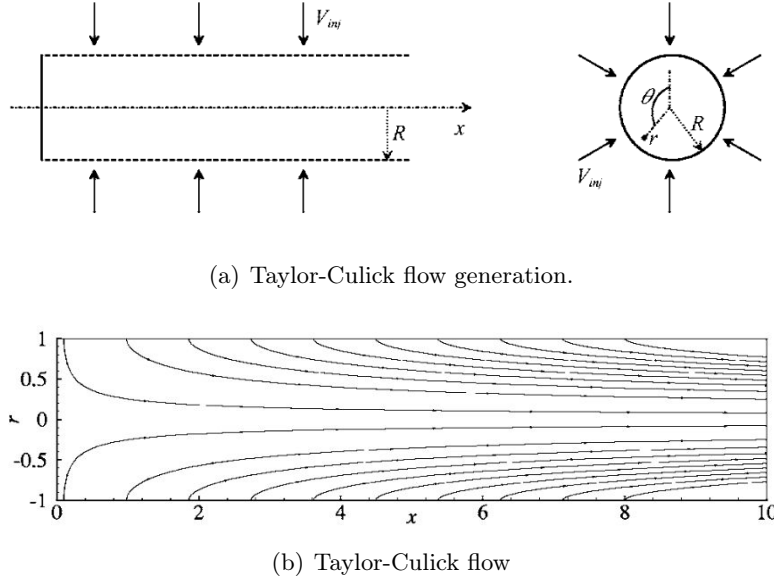 V_inj
R
x
θ
r
R
V_inj
(a) Taylor-Culick flow generation.
1
0.5
0
-0.5
-1
r
0 2 4 6 8 10
x
(b) Taylor-Culick flow